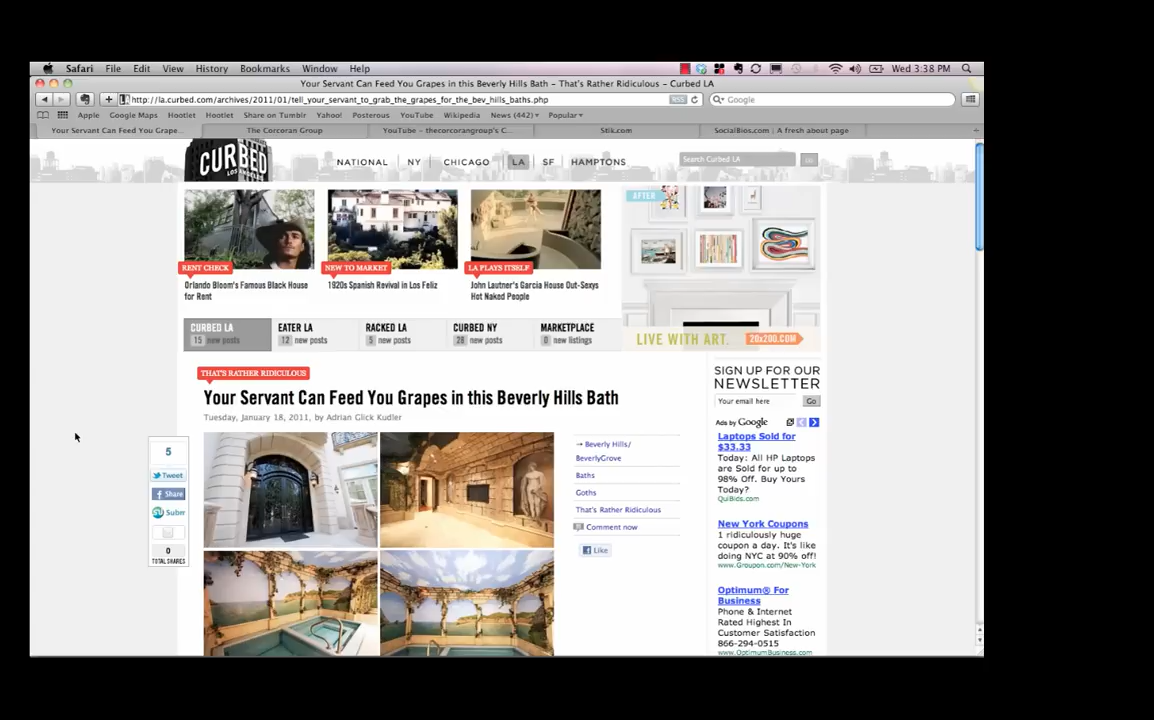 Safari File Edit View History Bookmarks Window Help
Wed 3:38 PM
Your Servant Can Feed You Grapes in this Beverly Hills Bath – That's Rather Ridiculous – Curbed LA
http://la.curbed.com/archives/2011/01/tell_your_servant_to_grab_the_grapes_for_the_bev_hills_baths.php
RSS
Google
Apple Google Maps Hootlet Hootlet Share on Tumblr Yahoo! Posterous YouTube Wikipedia News (442) Popular
Your Servant Can Feed You Grape...
The Corcoran Group
YouTube – thecorcorangroup's C...
Stik.com
SocialBios.com | A fresh about page
CURBED
LOS ANGELES
NATIONAL NY CHICAGO LA SF HAMPTONS
Search Curbed LA
GO
RENT CHECK
Orlando Bloom's Famous Black House
for Rent
NEW TO MARKET
1920s Spanish Revival in Los Feliz
LA PLAYS ITSELF
John Lautner's Garcia House Out-Sexys
Hot Naked People
AFTER
LIVE WITH ART.
20x200.COM
CURBED LA
15 new posts
EATER LA
12 new posts
RACKED LA
5 new posts
CURBED NY
28 new posts
MARKETPLACE
0 new listings
THAT'S RATHER RIDICULOUS
Your Servant Can Feed You Grapes in this Beverly Hills Bath
Tuesday, January 18, 2011, by Adrian Glick Kudler
5
Tweet
Share
Subm
0
TOTAL SHARES
→ Beverly Hills/
BeverlyGrove
Baths
Goths
That's Rather Ridiculous
Comment now
Like
SIGN UP FOR OUR
NEWSLETTER
Your email here
Go
Ads by Google
Laptops Sold for
$33.33
Today: All HP Laptops
are Sold for up to
98% Off. Buy Yours
Today?
QuiBids.com
New York Coupons
1 ridiculously huge
coupon a day. It's like
doing NYC at 90% off!
www.Groupon.com/New-York
Optimum® For
Business
Phone & Internet
Rated Highest In
Customer Satisfaction
866-294-0515
www.OptimumBusiness.com